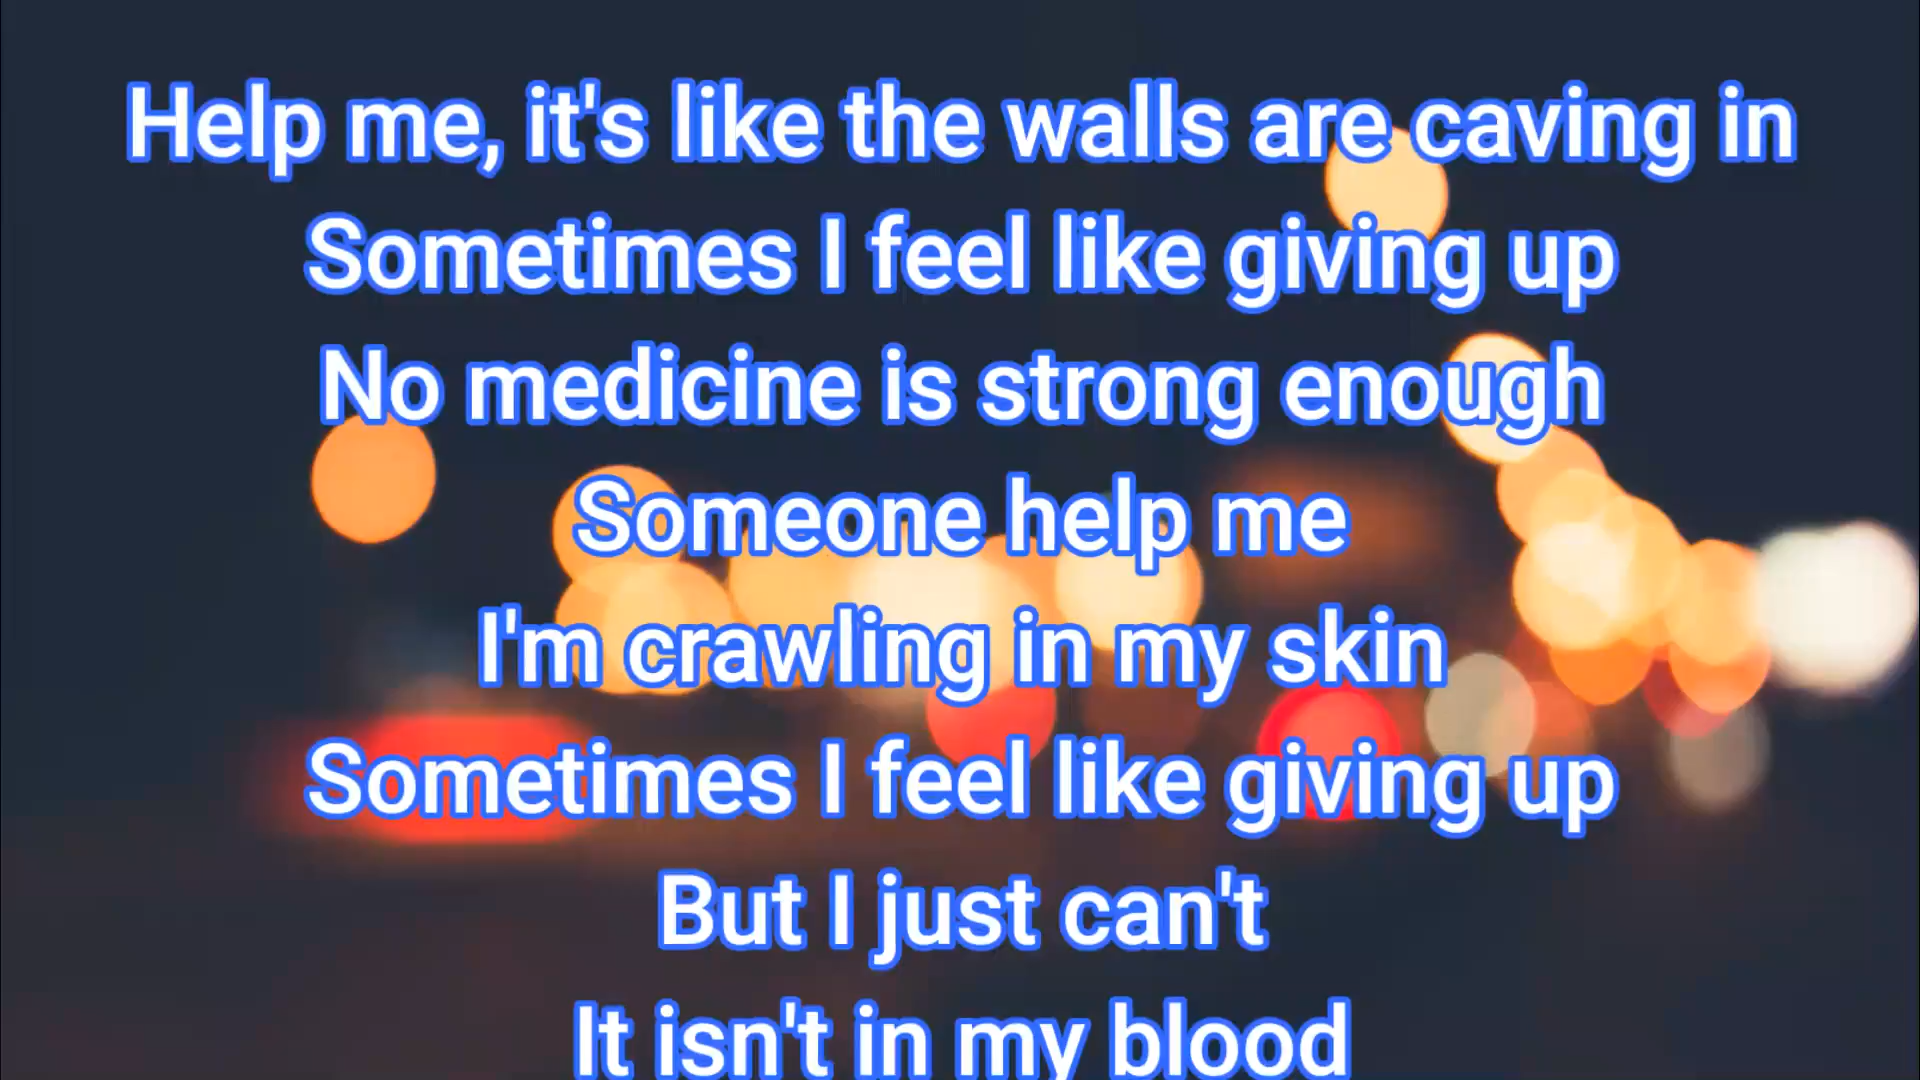 Help me, it's like the walls are caving in
Sometimes I feel like giving up
No medicine is strong enough
Someone help me
I'm crawling in my skin
Sometimes I feel like giving up
But I just can't
It isn't in my blood